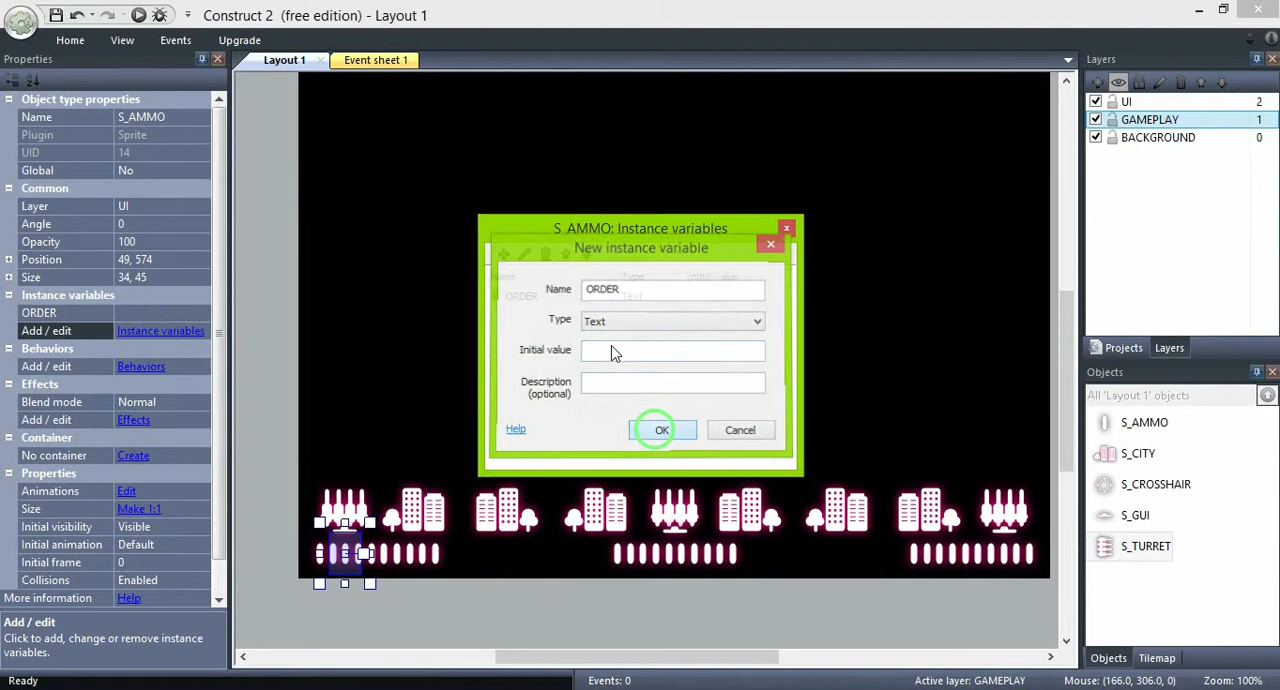 Construct 2 (free edition) - Layout 1
Home View Events Upgrade
Properties
Object type properties
Name S_AMMO
Plugin Sprite
UID 14
Global No
Common
Layer UI
Angle 0
Opacity 100
Position 49, 574
Size 34, 45
Instance variables
ORDER
Add / edit Instance variables
Behaviors
Add / edit Behaviors
Effects
Blend mode Normal
Add / edit Effects
Container
No container Create
Properties
Animations Edit
Size Make 1:1
Initial visibility Visible
Initial animation Default
Initial frame 0
Collisions Enabled
More information Help
Add / edit
Click to add, change or remove instance
variables.
Layout 1 Event sheet 1
S_AMMO: Instance variables
New instance variable
Name ORDER
Type Text
Initial value
Description
(optional)
Help OK Cancel
Name Type
ORDER Text
Layers
UI 2
GAMEPLAY 1
BACKGROUND 0
Projects Layers
Objects
All 'Layout 1' objects
S_AMMO
S_CITY
S_CROSSHAIR
S_GUI
S_TURRET
Objects Tilemap
Ready Events: 0 Active layer: GAMEPLAY Mouse: (166.0, 306.0, 0) Zoom: 100%